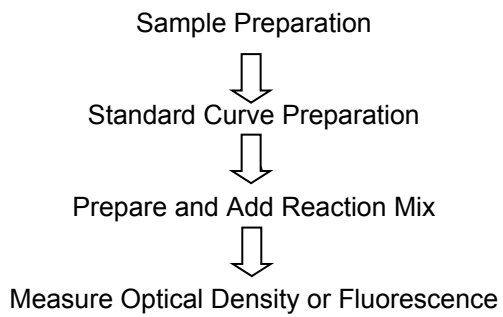 Sample Preparation
Standard Curve Preparation
Prepare and Add Reaction Mix
Measure Optical Density or Fluorescence